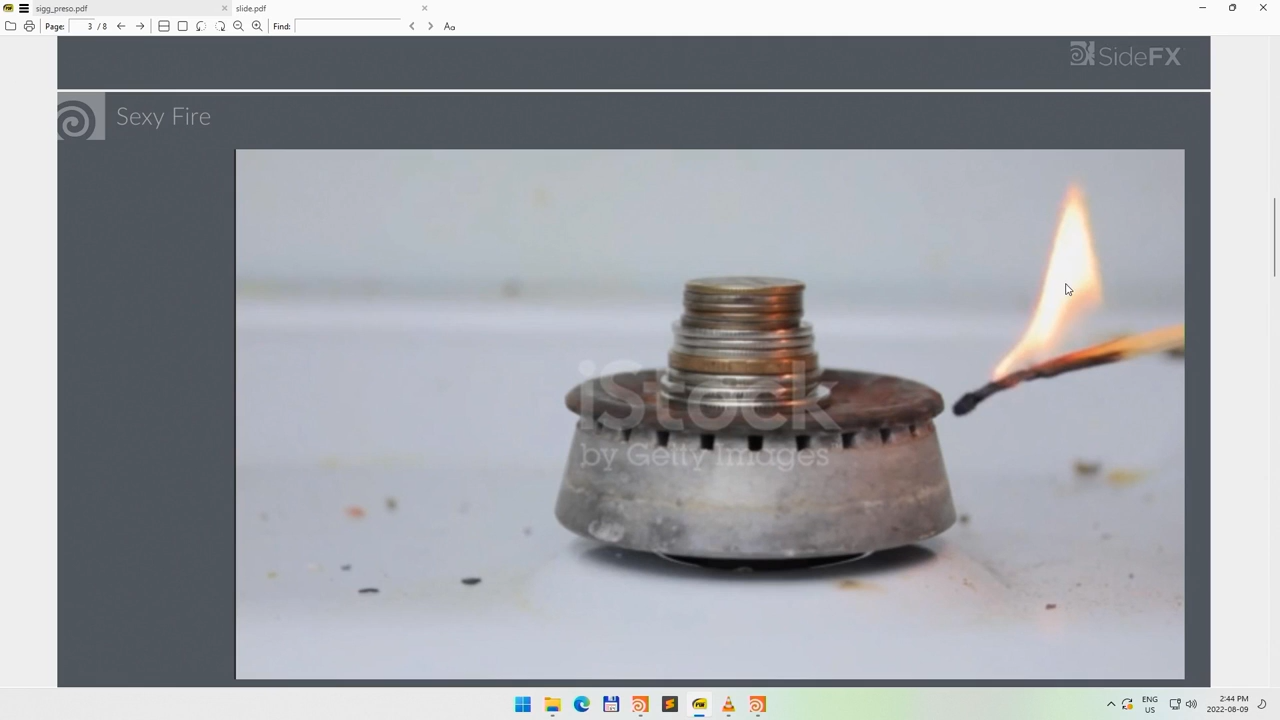 sigg_preso.pdf
slide.pdf
Page: 3 / 8
Find:
Aa
SideFX
Sexy Fire
iStock
by Getty Images
ENG
US
2:44 PM
2022-08-09